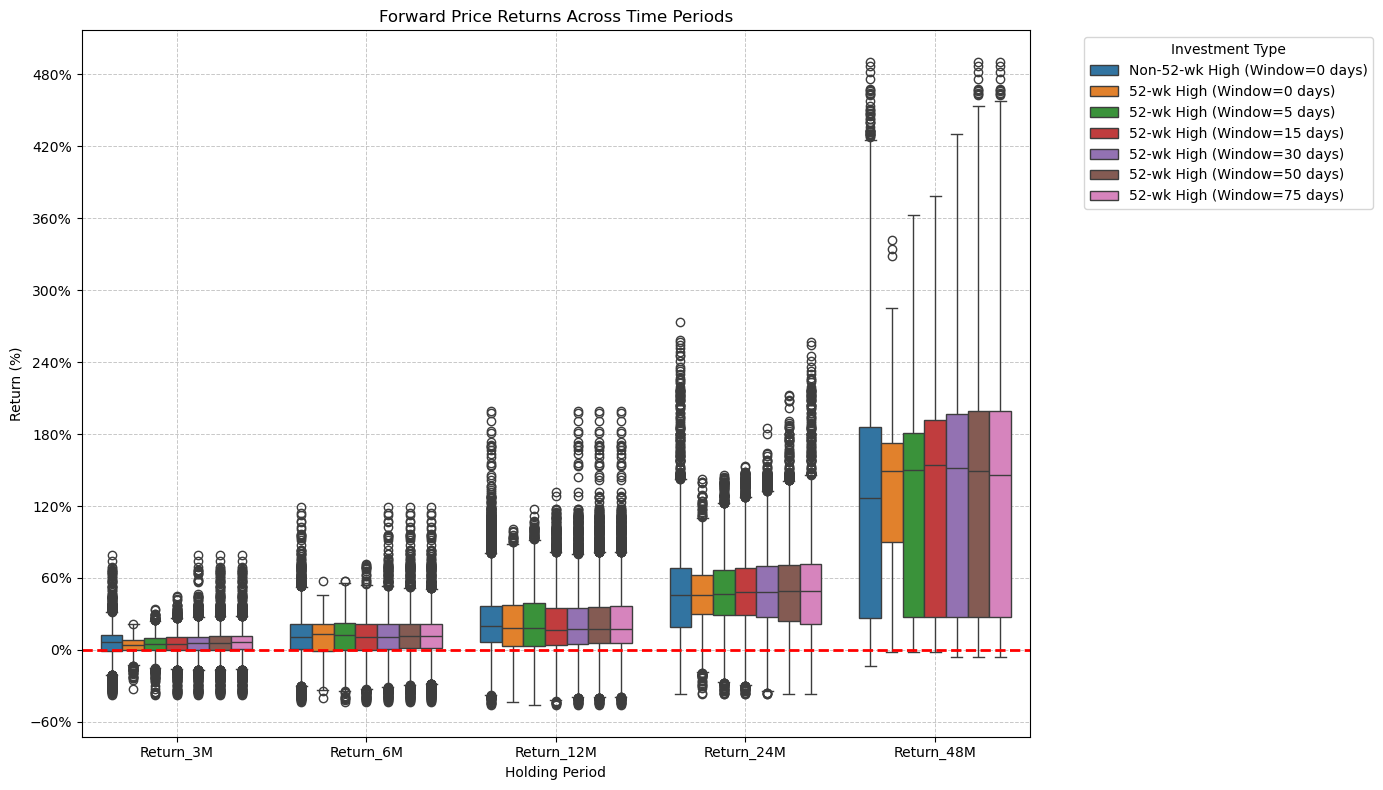 Forward Price Returns Across Time Periods
Return (%)
480%
420%
360%
300%
240%
180%
120%
60%
0%
−60%
Return_3M
Return_6M
Return_12M
Return_24M
Return_48M
Holding Period
Investment Type
Non-52-wk High (Window=0 days)
52-wk High (Window=0 days)
52-wk High (Window=5 days)
52-wk High (Window=15 days)
52-wk High (Window=30 days)
52-wk High (Window=50 days)
52-wk High (Window=75 days)